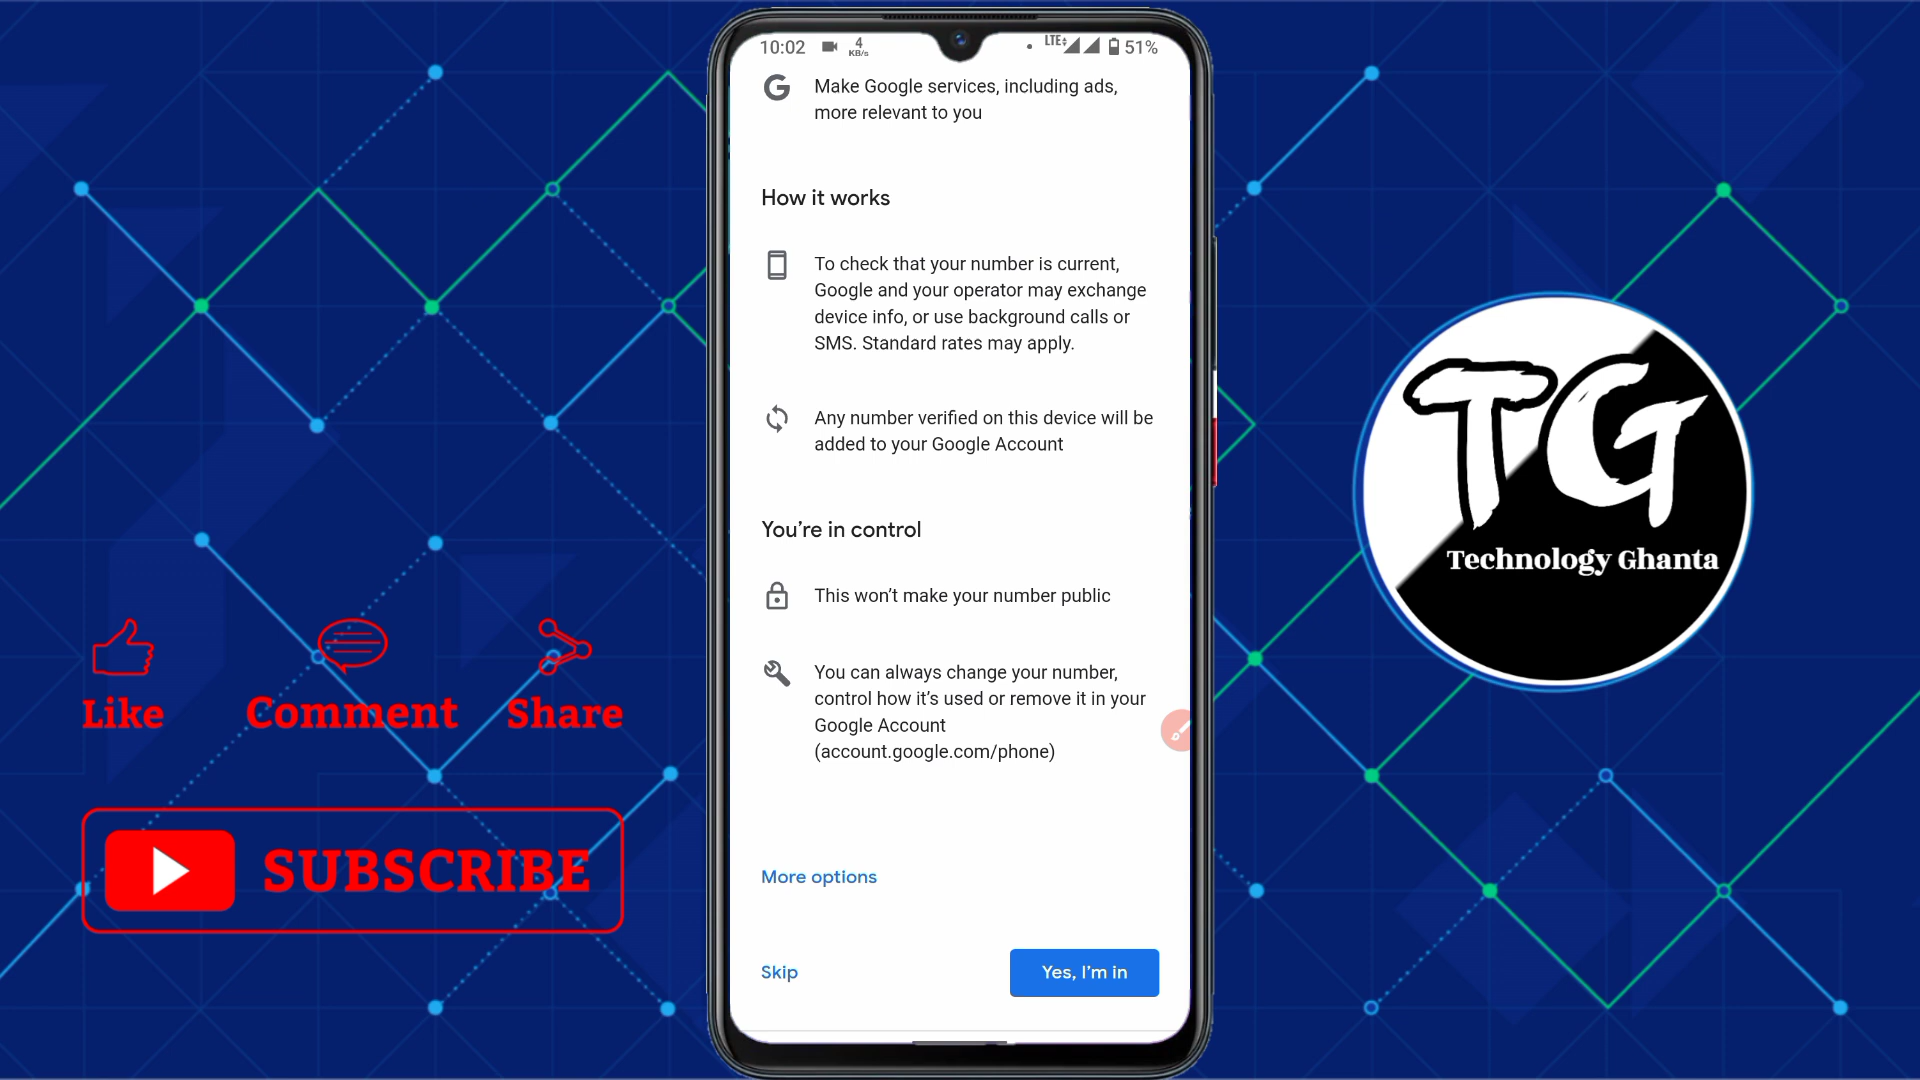 10:02
4
KB/s
LTE
51%
Make Google services, including ads,
more relevant to you
How it works
To check that your number is current,
Google and your operator may exchange
device info, or use background calls or
SMS. Standard rates may apply.
Any number verified on this device will be
added to your Google Account
You’re in control
This won’t make your number public
You can always change your number,
control how it’s used or remove it in your
Google Account
(account.google.com/phone)
More options
Skip
Yes, I’m in
Like
Comment
Share
SUBSCRIBE
TG
Technology Ghanta